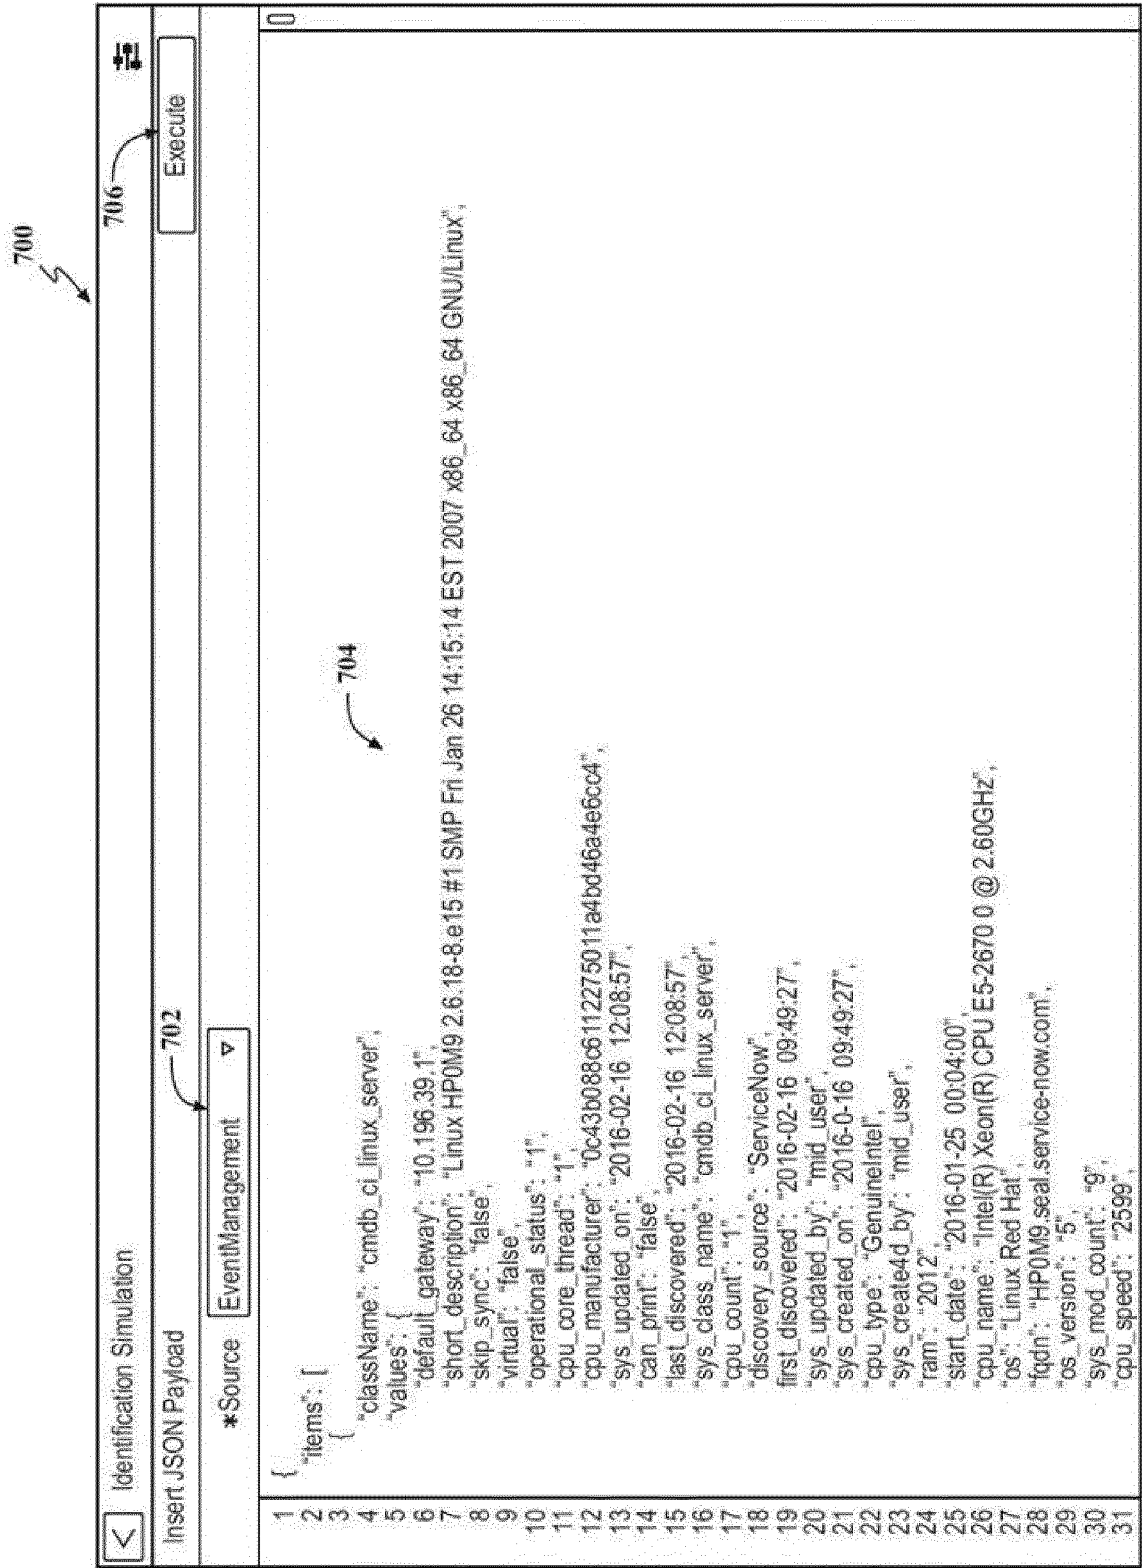 700
< Identification Simulation
706
Insert JSON Payload
702
Execute
*Source EventManagement
704
1 {
2 "items": [
3 {
4 "className": "cmdb_ci_linux_server",
5 "values": {
6 "default_gateway": "10.196.39.1",
7 "short_description": "Linux HP0M9 2.6.18-8.e15 #1 SMP Fri Jan 26 14:15:14 EST 2007 x86_64 x86_64 x86_64 GNU/Linux",
8 "skip_sync": "false",
9 "virtual": "false",
10 "operational_status": "1",
11 "cpu_core_thread": "1",
12 "cpu_manufacturer": "0c43b088c6112275011a4bd46a4e6cc4",
13 "sys_updated_on": "2016-02-16 12:08:57",
14 "can_print": "false",
15 "last_discovered": "2016-02-16 12:08:57",
16 "sys_class_name": "cmdb_ci_linux_server",
17 "cpu_count": "1",
18 "discovery_source": "ServiceNow",
19 first_discovered": "2016-02-16 09:49:27",
20 "sys_updated_by": "mid_user",
21 "sys_created_on": "2016-0-16 09:49:27",
22 "cpu_type": "GenuineIntel",
23 "sys_create4d_by": "mid_user",
24 "ram": "2012",
25 "start_date": "2016-01-25 00:04:00",
26 "cpu_name": "Intel(R) Xeon(R) CPU E5-2670 0 @ 2.60GHz",
27 "os": "Linux Red Hat",
28 "fqdn": "HP0M9.seal.service-now.com",
29 "os_version": "5",
30 "sys_mod_count": "9",
31 "cpu_speed": "2599"